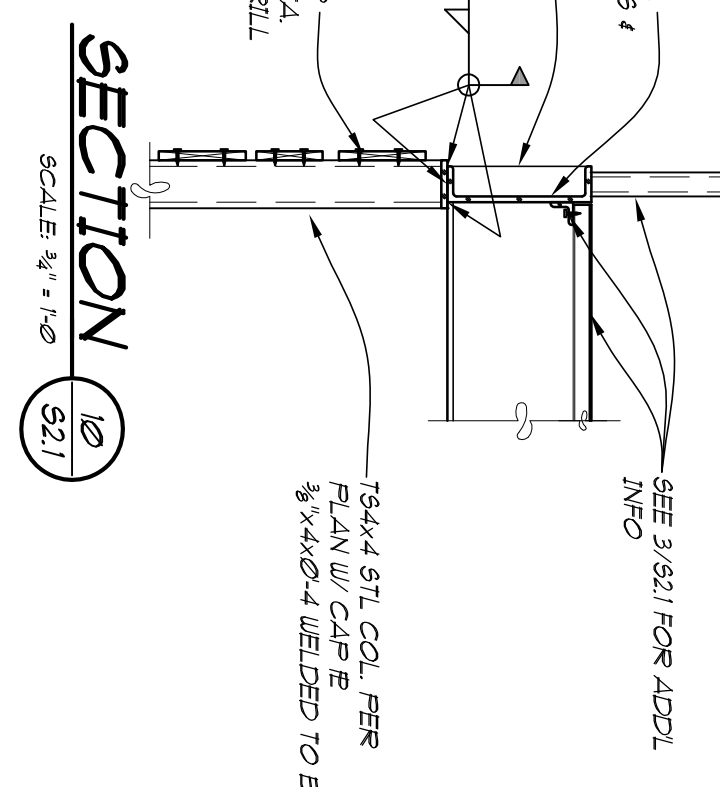 S &
A.
RILL
SEE 3/S2.1 FOR ADD'L
INFO
TS4x4 STL COL. PER
PLAN W/ CAP PL
3/8"x4x0'-4 WELDED TO
SECTION
SCALE: 3/4" = 1'-0
10
S2.1